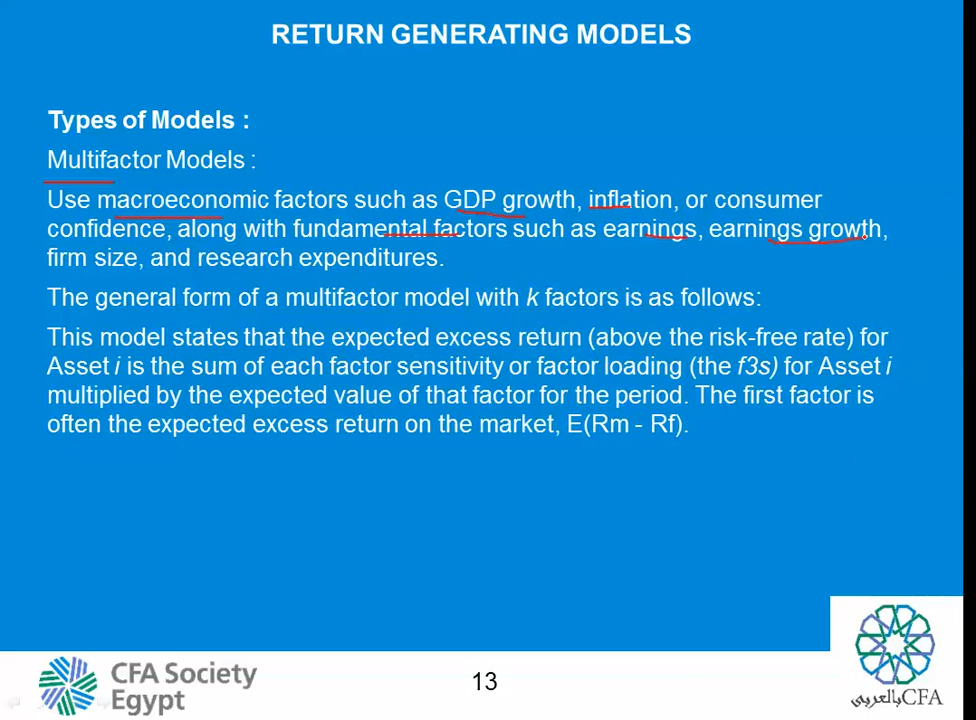 RETURN GENERATING MODELS
Types of Models :
Multifactor Models :
Use macroeconomic factors such as GDP growth, inflation, or consumer
confidence, along with fundamental factors such as earnings, earnings growth,
firm size, and research expenditures.
The general form of a multifactor model with k factors is as follows:
This model states that the expected excess return (above the risk-free rate) for
Asset i is the sum of each factor sensitivity or factor loading (the f3s) for Asset i
multiplied by the expected value of that factor for the period. The first factor is
often the expected excess return on the market, E(Rm - Rf).
CFA Society
Egypt
13
CFA بالعربي